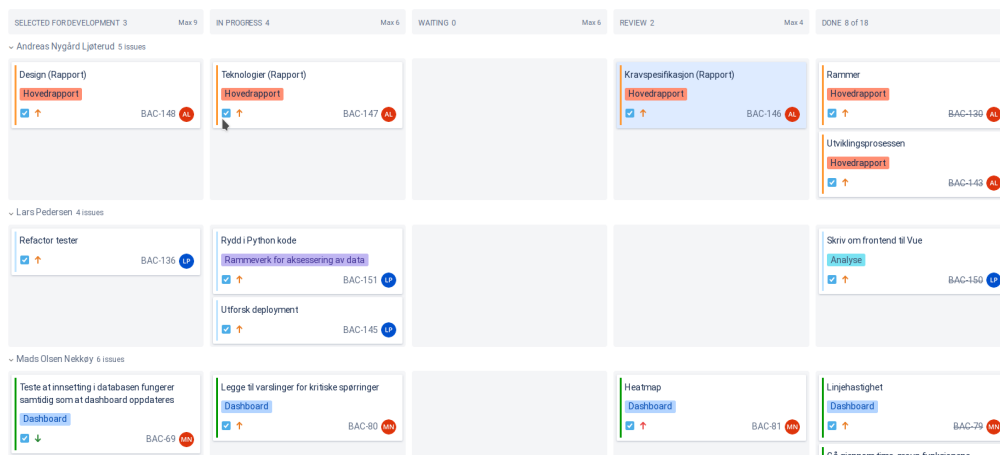 SELECTED FOR DEVELOPMENT 3 Max 9 IN PROGRESS 4 Max 6 WAITING 0 Max 6 REVIEW 2 Max 4 DONE 8 of 18
Andreas Nygård Ljøterud 5 issues
Design (Rapport)
Hovedrapport
BAC-148 AL
Teknologier (Rapport)
Hovedrapport
BAC-147 AL
Kravspesifikasjon (Rapport)
Hovedrapport
BAC-146 AL
Rammer
Hovedrapport
BAC-130 AL
Utviklingsprosessen
Hovedrapport
BAC-143 AL
Lars Pedersen 4 issues
Refactor tester
BAC-136 LP
Rydd i Python kode
Rammeverk for aksessering av data
BAC-151 LP
Utforsk deployment
BAC-145 LP
Skriv om frontend til Vue
Analyse
BAC-150 LP
Mads Olsen Nekkøy 6 issues
Teste at innsetting i databasen fungerer
samtidig som at dashboard oppdateres
Dashboard
BAC-69 MN
Legge til varslinger for kritiske spørringer
Dashboard
BAC-80 MN
Heatmap
Dashboard
BAC-81 MN
Linjehastighet
Dashboard
BAC-79 MN